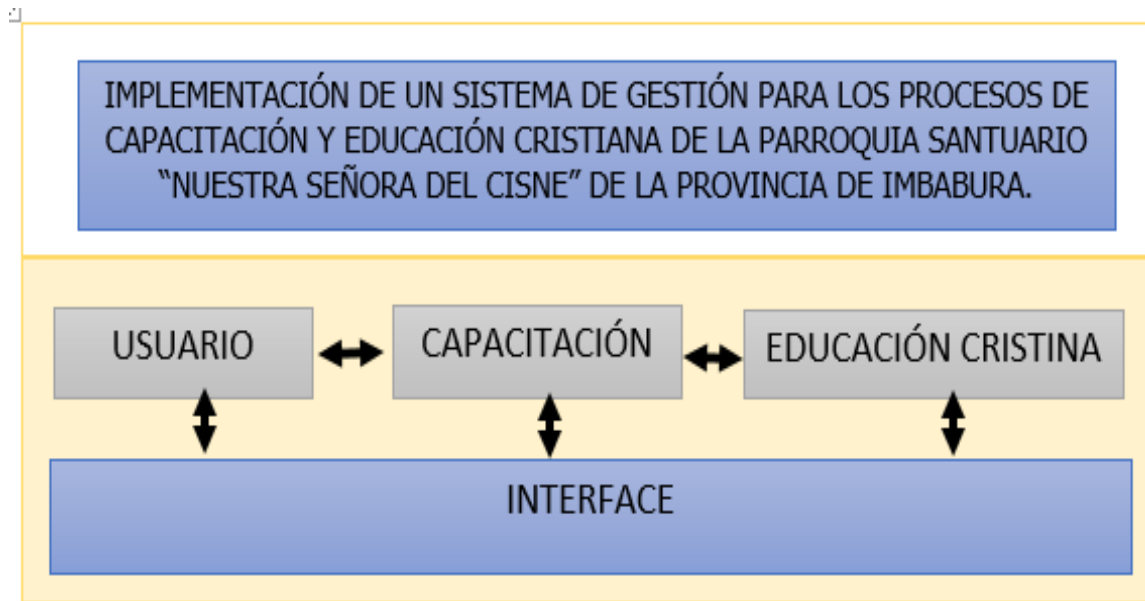 IMPLEMENTACIÓN DE UN SISTEMA DE GESTIÓN PARA LOS PROCESOS DE
CAPACITACIÓN Y EDUCACIÓN CRISTIANA DE LA PARROQUIA SANTUARIO
“NUESTRA SEÑORA DEL CISNE” DE LA PROVINCIA DE IMBABURA.
USUARIO
CAPACITACIÓN
EDUCACIÓN CRISTINA
INTERFACE